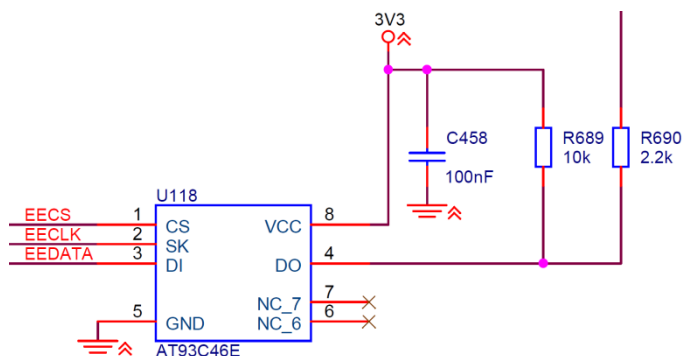 3V3
C458
100nF
R689
10k
R690
2.2k
U118
EECS
1
CS
VCC
8
EECLK
2
SK
EEDATA
3
DI
DO
4
NC_7
7
5
GND
NC_6
6
AT93C46E